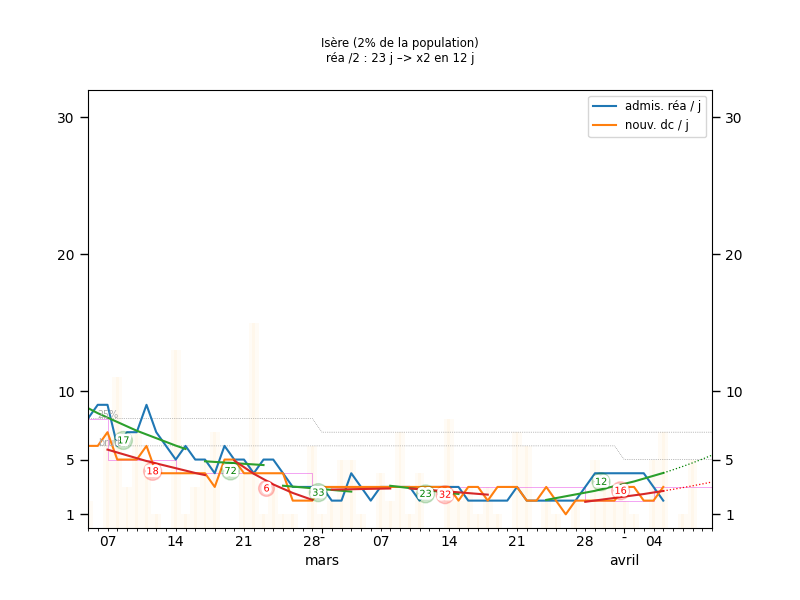 Isère (2% de la population)
réa /2 : 23 j –> x2 en 12 j
admis. réa / j
nouv. dc / j
30 30
20 20
10 10
5 5
1 1
25%
17
18
72
6
33
23
32
12
16
07 14 21 28 - 07 14 21 28 - 04
mars avril